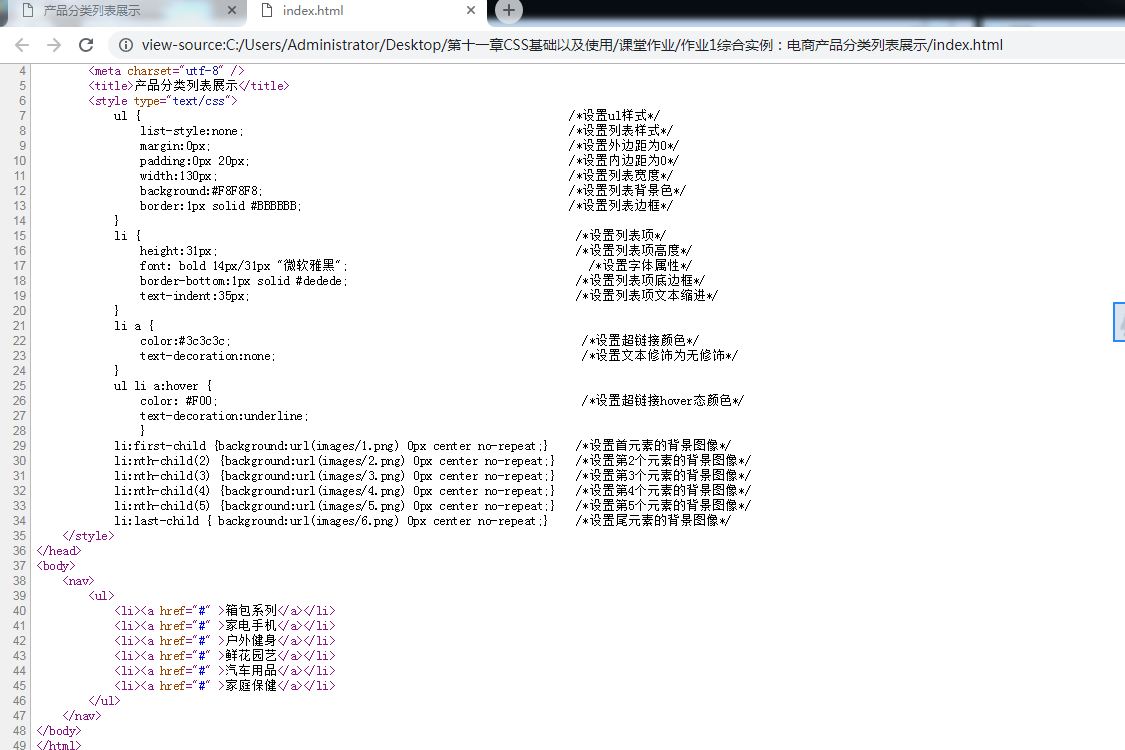 产品分类列表展示
index.html
view-source:C:/Users/Administrator/Desktop/第十一章CSS基础以及使用/课堂作业/作业1综合实例：电商产品分类列表展示/index.html
4 <meta charset="utf-8" />
5 <title>产品分类列表展示</title>
6 <style type="text/css">
7 ul { /*设置ul样式*/
8 list-style:none; /*设置列表样式*/
9 margin:0px; /*设置外边距为0*/
10 padding:0px 20px; /*设置内边距为0*/
11 width:130px; /*设置列表宽度*/
12 background:#F8F8F8; /*设置列表背景色*/
13 border:1px solid #BBBBBB; /*设置列表边框*/
14 }
15 li { /*设置列表项*/
16 height:31px; /*设置列表项高度*/
17 font: bold 14px/31px "微软雅黑"; /*设置字体属性*/
18 border-bottom:1px solid #dedede; /*设置列表项底边框*/
19 text-indent:35px; /*设置列表项文本缩进*/
20 }
21 li a {
22 color:#3c3c3c; /*设置超链接颜色*/
23 text-decoration:none; /*设置文本修饰为无修饰*/
24 }
25 ul li a:hover {
26 color: #F00; /*设置超链接hover态颜色*/
27 text-decoration:underline;
28 }
29 li:first-child {background:url(images/1.png) 0px center no-repeat;} /*设置首元素的背景图像*/
30 li:nth-child(2) {background:url(images/2.png) 0px center no-repeat;} /*设置第2个元素的背景图像*/
31 li:nth-child(3) {background:url(images/3.png) 0px center no-repeat;} /*设置第3个元素的背景图像*/
32 li:nth-child(4) {background:url(images/4.png) 0px center no-repeat;} /*设置第4个元素的背景图像*/
33 li:nth-child(5) {background:url(images/5.png) 0px center no-repeat;} /*设置第5个元素的背景图像*/
34 li:last-child { background:url(images/6.png) 0px center no-repeat;} /*设置尾元素的背景图像*/
35 </style>
36 </head>
37 <body>
38 <nav>
39 <ul>
40 <li><a href="#" >箱包系列</a></li>
41 <li><a href="#" >家电手机</a></li>
42 <li><a href="#" >户外健身</a></li>
43 <li><a href="#" >鲜花园艺</a></li>
44 <li><a href="#" >汽车用品</a></li>
45 <li><a href="#" >家庭保健</a></li>
46 </ul>
47 </nav>
48 </body>
49 </html>